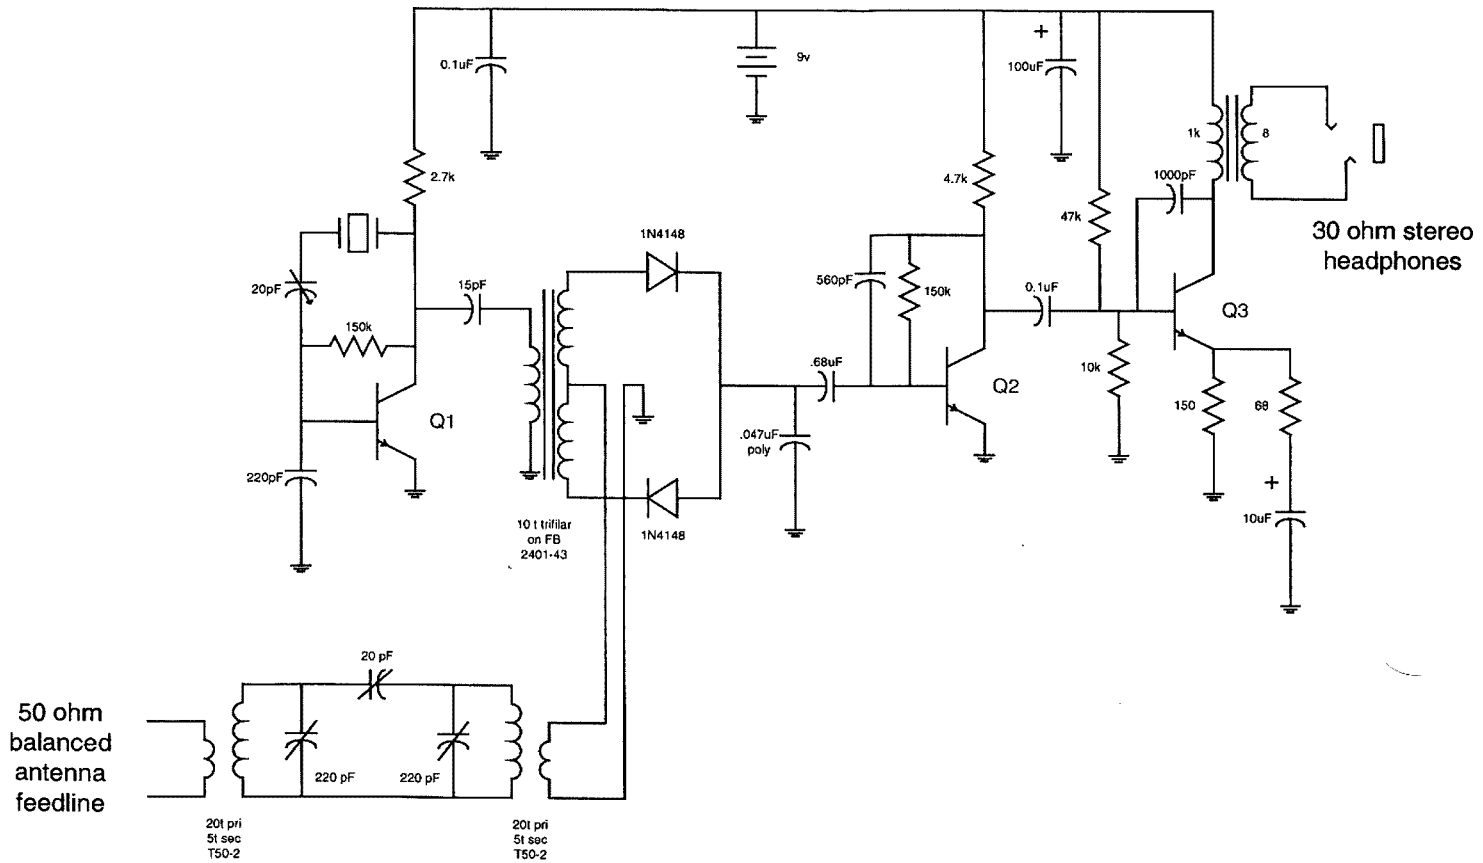 0.1uF
9v
+
100uF
2.7k
1k
8
4.7k
1000pF
47k
30 ohm stereo
headphones
1N4148
20pF
15pF
560pF
150k
0.1uF
Q3
150k
.68uF
10k
Q2
150
68
Q1
.047uF
poly
220pF
+
10uF
10 t trifilar
on FB
2401-43
1N4148
20 pF
50 ohm
balanced
antenna
feedline
220 pF
220 pF
20t pri
5t sec
T50-2
20t pri
5t sec
T50-2